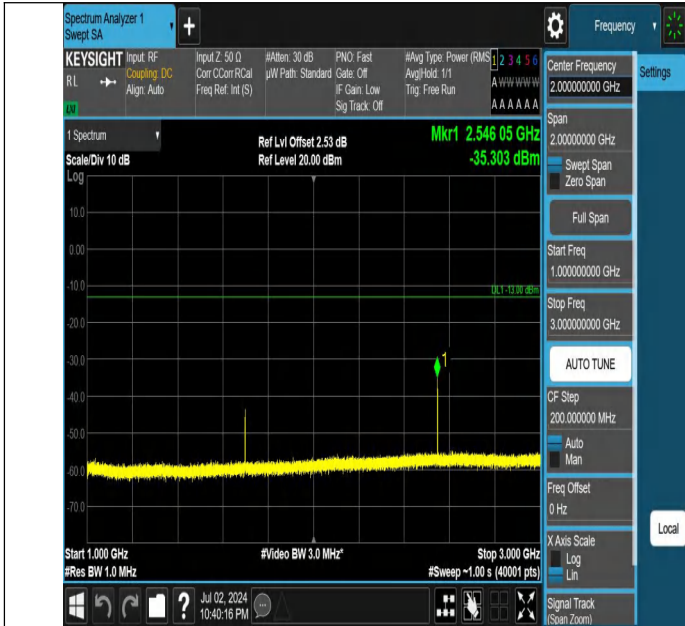 Spectrum Analyzer 1
Swept SA
+
Frequency
KEYSIGHT
RL
Input: RF
Coupling: DC
Align: Auto
Input Z: 50 Ω
Corr CCorr RCal
Freq Ref: Int (S)
#Atten: 30 dB
µW Path: Standard
PNO: Fast
Gate: Off
IF Gain: Low
Sig Track: Off
#Avg Type: Power (RMS
Avg|Hold: 1/1
Trig: Free Run
1 2 3 4 5 6
A W W W W W
A A A A A A
Settings
Center Frequency
2.000000000 GHz
Span
2.00000000 GHz
Swept Span
Zero Span
Full Span
Start Freq
1.000000000 GHz
Stop Freq
3.000000000 GHz
AUTO TUNE
CF Step
200.000000 MHz
Auto
Man
Freq Offset
0 Hz
X Axis Scale
Log
Lin
Signal Track
(Span Zoom)
Local
1 Spectrum
Scale/Div 10 dB
Log
Ref Lvl Offset 2.53 dB
Ref Level 20.00 dBm
Mkr1 2.546 05 GHz
-35.303 dBm
10.0
0.00
-10.0
DL1 -13.00 dBm
-20.0
-30.0
1
-40.0
-50.0
-60.0
-70.0
Start 1.000 GHz
#Res BW 1.0 MHz
#Video BW 3.0 MHz*
Stop 3.000 GHz
#Sweep ~1.00 s (40001 pts)
?
Jul 02, 2024
10:40:16 PM